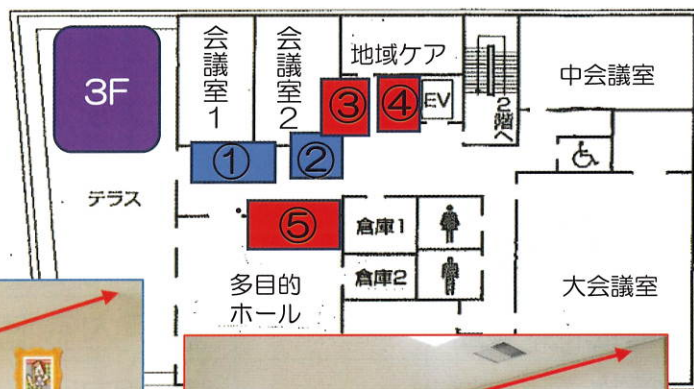 3F
会議室1
会議室2
地域ケア
③
④
EV
2階へ
中会議室
①
②
テラス
⑤
倉庫1
倉庫2
多目的
ホール
大会議室